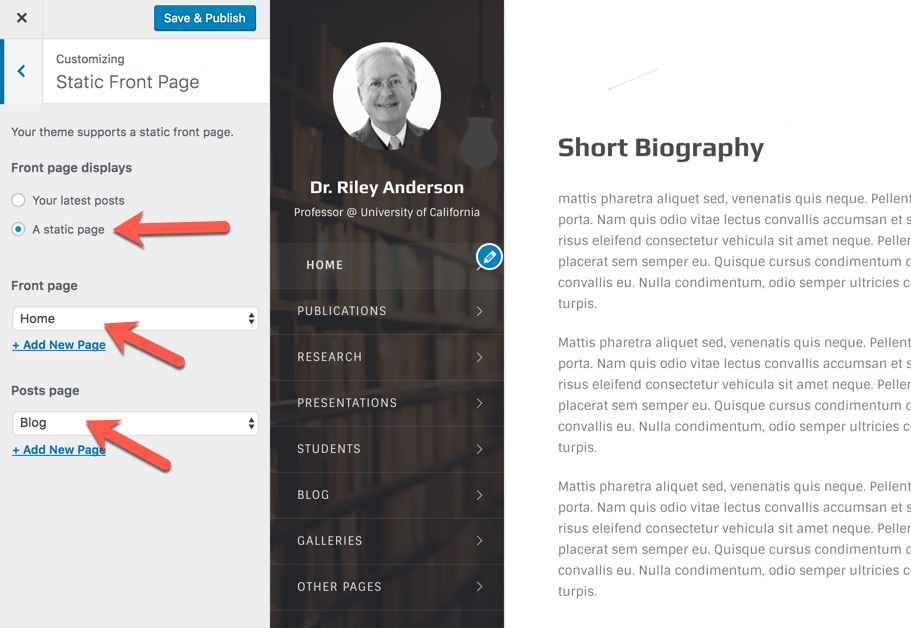 Save & Publish
Customizing
Static Front Page
Your theme supports a static front page.
Front page displays
Your latest posts
A static page
Front page
Home
+ Add New Page
Posts page
Blog
+ Add New Page
Dr. Riley Anderson
Professor @ University of California
HOME
PUBLICATIONS
RESEARCH
PRESENTATIONS
STUDENTS
BLOG
GALLERIES
OTHER PAGES
Short Biography
mattis pharetra aliquet sed, venenatis quis neque. Pellent
porta. Nam quis odio vitae lectus convallis accumsan et s
risus eleifend consectetur vehicula sit amet neque. Peller
placerat sem semper eu. Quisque cursus condimentum d
convallis eu. Nulla condimentum, odio semper ultricies c
turpis.
Mattis pharetra aliquet sed, venenatis quis neque. Pellent
porta. Nam quis odio vitae lectus convallis accumsan et s
risus eleifend consectetur vehicula sit amet neque. Peller
placerat sem semper eu. Quisque cursus condimentum d
convallis eu. Nulla condimentum, odio semper ultricies c
turpis.
Mattis pharetra aliquet sed, venenatis quis neque. Pellent
porta. Nam quis odio vitae lectus convallis accumsan et s
risus eleifend consectetur vehicula sit amet neque. Peller
placerat sem semper eu. Quisque cursus condimentum d
convallis eu. Nulla condimentum, odio semper ultricies c
turpis.